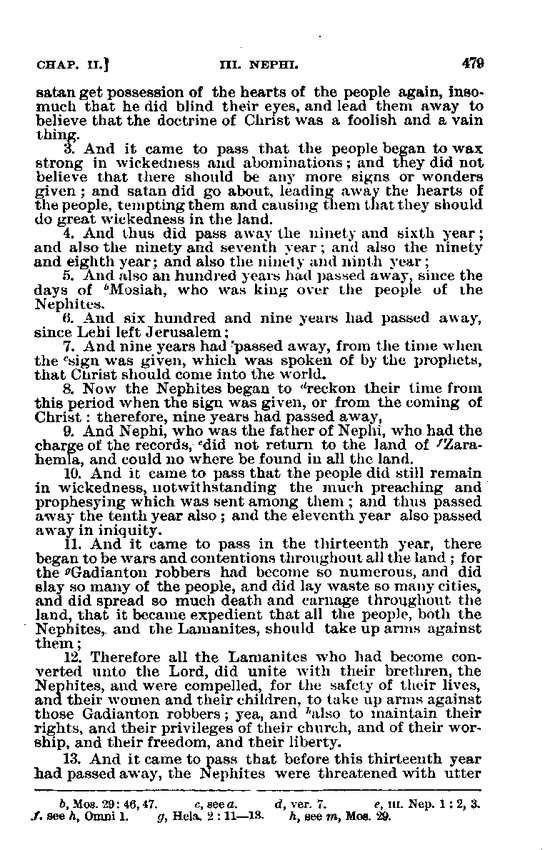 CHAP. II.] III. NEPHI. 479
satan get possession of the hearts of the people again, inso-
much that he did blind their eyes, and lead them away to
believe that the doctrine of Christ was a foolish and a vain
thing.
3. And it came to pass that the people began to wax
strong in wickedness and abominations; and they did not
believe that there should be any more signs or wonders
given; and satan did go about, leading away the hearts of
the people, tempting them and causing them that they should
do great wickedness in the land.
4. And thus did pass away the ninety and sixth year;
and also the ninety and seventh year; and also the ninety
and eighth year; and also the ninety and ninth year;
5. And also an hundred years had passed away, since the
days of bMosiah, who was king over the people of the
Nephites.
6. And six hundred and nine years had passed away,
since Lehi left Jerusalem;
7. And nine years had passed away, from the time when
the csign was given, which was spoken of by the prophets,
that Christ should come into the world.
8. Now the Nephites began to dreckon their time from
this period when the sign was given, or from the coming of
Christ: therefore, nine years had passed away,
9. And Nephi, who was the father of Nephi, who had the
charge of the records, edid not return to the land of fZara-
hemla, and could no where be found in all the land.
10. And it came to pass that the people did still remain
in wickedness, notwithstanding the much preaching and
prophesying which was sent among them; and thus passed
away the tenth year also; and the eleventh year also passed
away in iniquity.
11. And it came to pass in the thirteenth year, there
began to be wars and contentions throughout all the land; for
the gGadianton robbers had become so numerous, and did
slay so many of the people, and did lay waste so many cities,
and did spread so much death and carnage throughout the
land, that it became expedient that all the people, both the
Nephites, and the Lamanites, should take up arms against
them;
12. Therefore all the Lamanites who had become con-
verted unto the Lord, did unite with their brethren, the
Nephites, and were compelled, for the safety of their lives,
and their women and their children, to take up arms against
those Gadianton robbers; yea, and halso to maintain their
rights, and their privileges of their church, and of their wor-
ship, and their freedom, and their liberty.
13. And it came to pass that before this thirteenth year
had passed away, the Nephites were threatened with utter
b, Mos. 29: 46, 47. c, see a. d, ver. 7. e, III. Nep. 1: 2, 3.
f. see h, Omni 1. g, Hela. 2: 11—13. h, see m, Mos. 29.